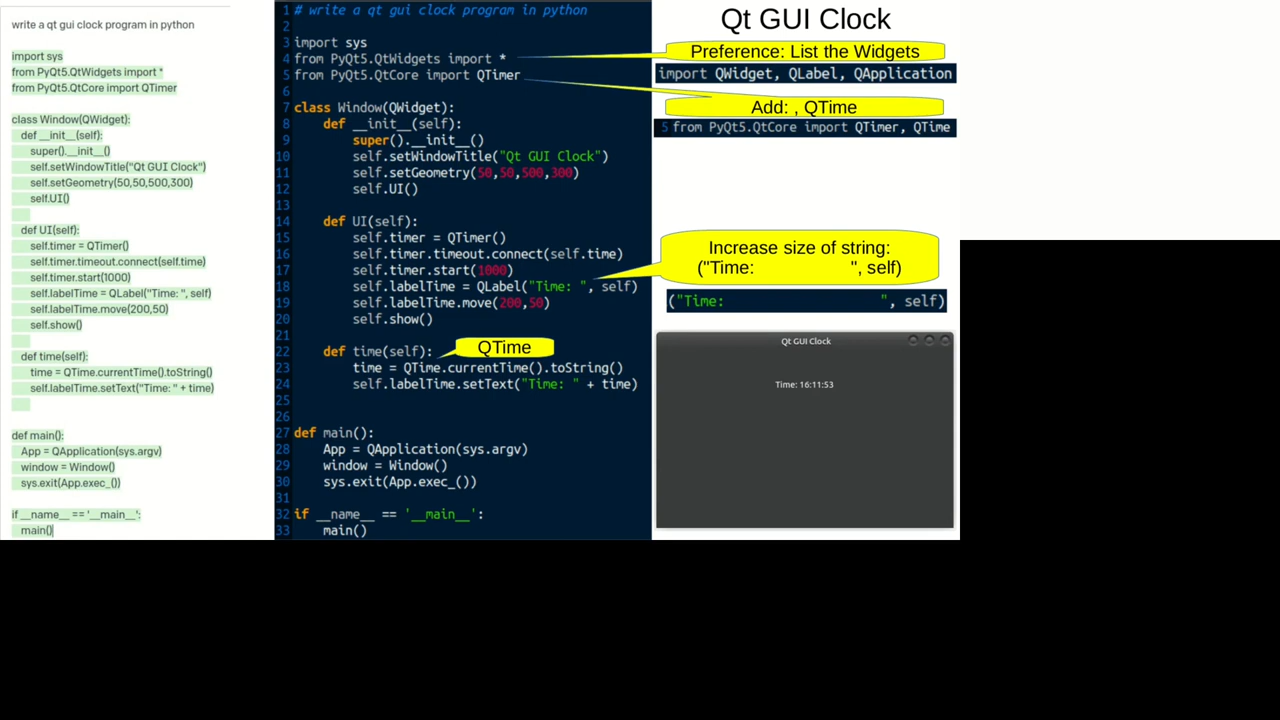 write a qt gui clock program in python
import sys
from PyQt5.QtWidgets import *
from PyQt5.QtCore import QTimer
class Window(QWidget):
def __init__(self):
super().__init__()
self.setWindowTitle("Qt GUI Clock")
self.setGeometry(50,50,500,300)
self.UI()
def UI(self):
self.timer = QTimer()
self.timer.timeout.connect(self.time)
self.timer.start(1000)
self.labelTime = QLabel("Time: ", self)
self.labelTime.move(200,50)
self.show()
def time(self):
time = QTime.currentTime().toString()
self.labelTime.setText("Time: " + time)
def main():
App = QApplication(sys.argv)
window = Window()
sys.exit(App.exec_())
if __name__ == '__main__':
main()
1 # write a qt gui clock program in python
2
3 import sys
4 from PyQt5.QtWidgets import *
5 from PyQt5.QtCore import QTimer
6
7 class Window(QWidget):
8 def __init__(self):
9 super().__init__()
10 self.setWindowTitle("Qt GUI Clock")
11 self.setGeometry(50,50,500,300)
12 self.UI()
13
14 def UI(self):
15 self.timer = QTimer()
16 self.timer.timeout.connect(self.time)
17 self.timer.start(1000)
18 self.labelTime = QLabel("Time: ", self)
19 self.labelTime.move(200,50)
20 self.show()
21
22 def time(self):
23 time = QTime.currentTime().toString()
24 self.labelTime.setText("Time: " + time)
25
26
27 def main():
28 App = QApplication(sys.argv)
29 window = Window()
30 sys.exit(App.exec_())
31
32 if __name__ == '__main__':
33 main()
QTime
Qt GUI Clock
Preference: List the Widgets
import QWidget, QLabel, QApplication
Add: , QTime
5 from PyQt5.QtCore import QTimer, QTime
Increase size of string:
("Time:                   ", self)
("Time:                   ", self)
Qt GUI Clock
Time: 16:11:53